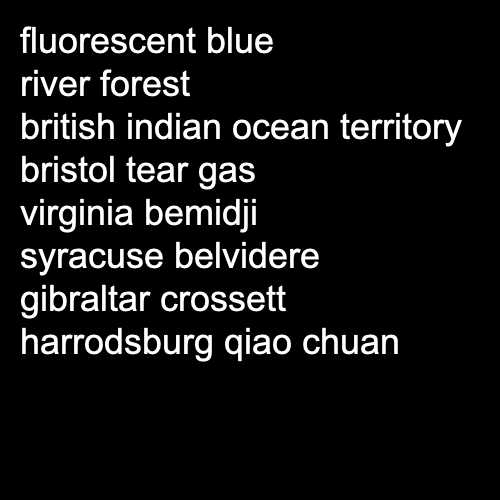 fluorescent blue
river forest
british indian ocean territory
bristol tear gas
virginia bemidji
syracuse belvidere
gibraltar crossett
harrodsburg qiao chuan